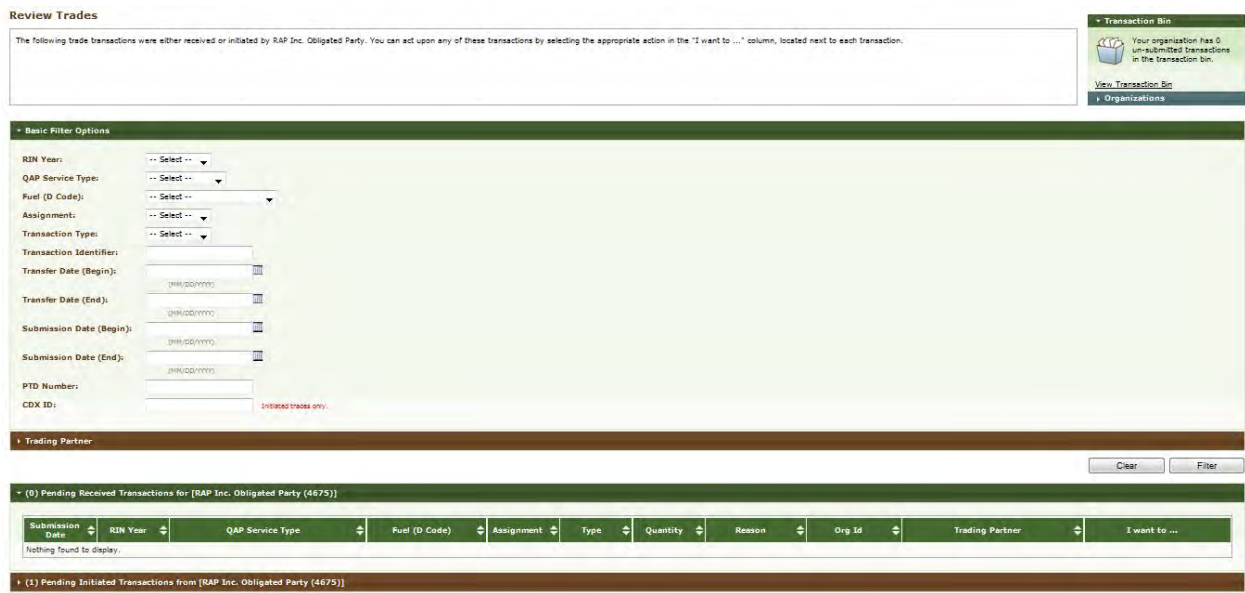 Review Trades
The following trade transactions were either received or initiated by RAP Inc. Obligated Party. You can act upon any of these transactions by selecting the appropriate action in the "I want to ..." column, located next to each transaction.
Transaction Bin
Your organization has 0
un-submitted transactions
in the transaction bin.
View Transaction Bin
Organizations
Basic Filter Options
RIN Year: -- Select --
QAP Service Type: -- Select --
Fuel (D Code): -- Select --
Assignment: -- Select --
Transaction Type: -- Select --
Transaction Identifier:
Transfer Date (Begin):
(MM/DD/YYYY)
Transfer Date (End):
(MM/DD/YYYY)
Submission Date (Begin):
(MM/DD/YYYY)
Submission Date (End):
(MM/DD/YYYY)
PTD Number:
CDX ID: Initiated trades only.
Trading Partner
Clear Filter
(0) Pending Received Transactions for [RAP Inc. Obligated Party (4675)]
Submission Date RIN Year QAP Service Type Fuel (D Code) Assignment Type Quantity Reason Org Id Trading Partner I want to ...
Nothing found to display.
(1) Pending Initiated Transactions from [RAP Inc. Obligated Party (4675)]